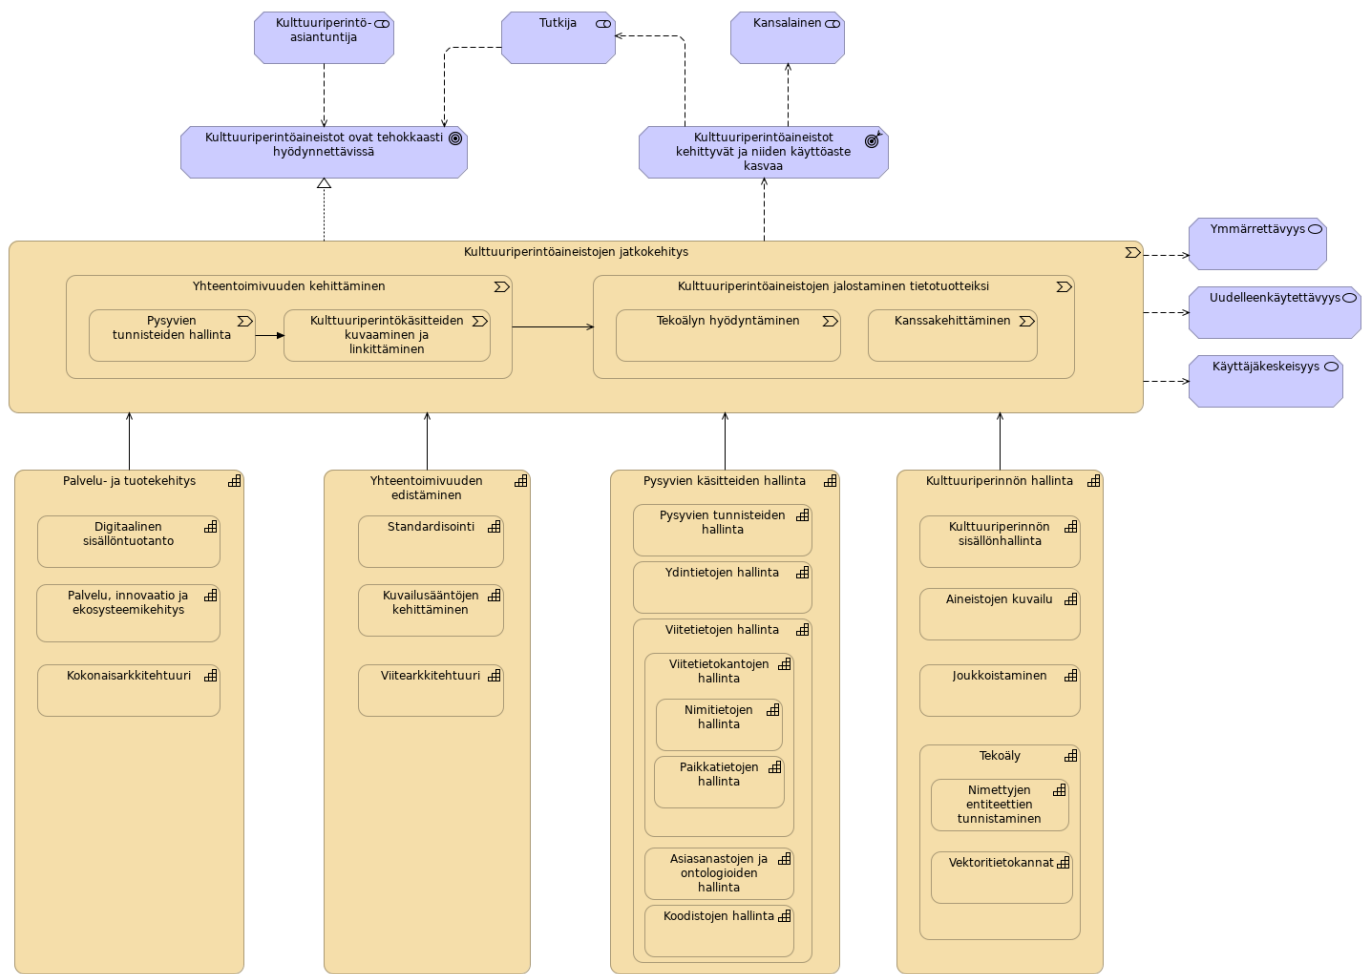 Kulttuuriperintö-
asiantuntija
Tutkija
Kansalainen
Kulttuuriperintöaineistot ovat tehokkaasti
hyödynnettävissä
Kulttuuriperintöaineistot
kehittyvät ja niiden käyttöaste
kasvaa
Ymmärrettävyys
Uudelleenkäytettävyys
Käyttäjäkeskeisyys
Kulttuuriperintöaineistojen jatkokehitys
Yhteentoimivuuden kehittäminen
Pysyvien
tunnisteiden hallinta
Kulttuuriperintökäsitteiden
kuvaaminen ja
linkittäminen
Kulttuuriperintöaineistojen jalostaminen tietotuotteiksi
Tekoälyn hyödyntäminen
Kanssakehittäminen
Palvelu- ja tuotekehitys
Digitaalinen
sisällöntuotanto
Palvelu, innovaatio ja
ekosysteemikehitys
Kokonaisarkkitehtuuri
Yhteentoimivuuden
edistäminen
Standardisointi
Kuvailusääntöjen
kehittäminen
Viitearkkitehtuuri
Pysyvien käsitteiden hallinta
Pysyvien tunnisteiden
hallinta
Ydintietojen hallinta
Viitetietojen hallinta
Viitetietokantojen
hallinta
Nimitietojen
hallinta
Paikkatietojen
hallinta
Asiasanastojen ja
ontologioiden
hallinta
Koodistojen hallinta
Kulttuuriperinnön hallinta
Kulttuuriperinnön
sisällönhallinta
Aineistojen kuvailu
Joukkoistaminen
Tekoäly
Nimettyjen
entiteettien
tunnistaminen
Vektoritietokannat